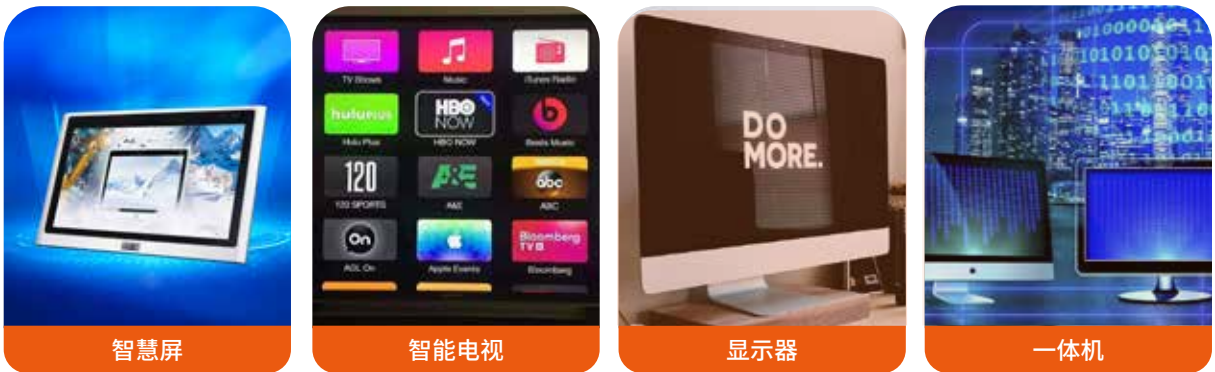 智慧屏
TV Shows
Music
iTunes Radio
huluPLUS
HBO
NOW
Hulu Plus
HBO NOW
Beats Music
120
A&E
abc
120 SPORTS
A&E
ABC
On
Bloomberg
TV
AOL On
Apple Events
Bloomberg
智能电视
DO
MORE.
显示器
一体机